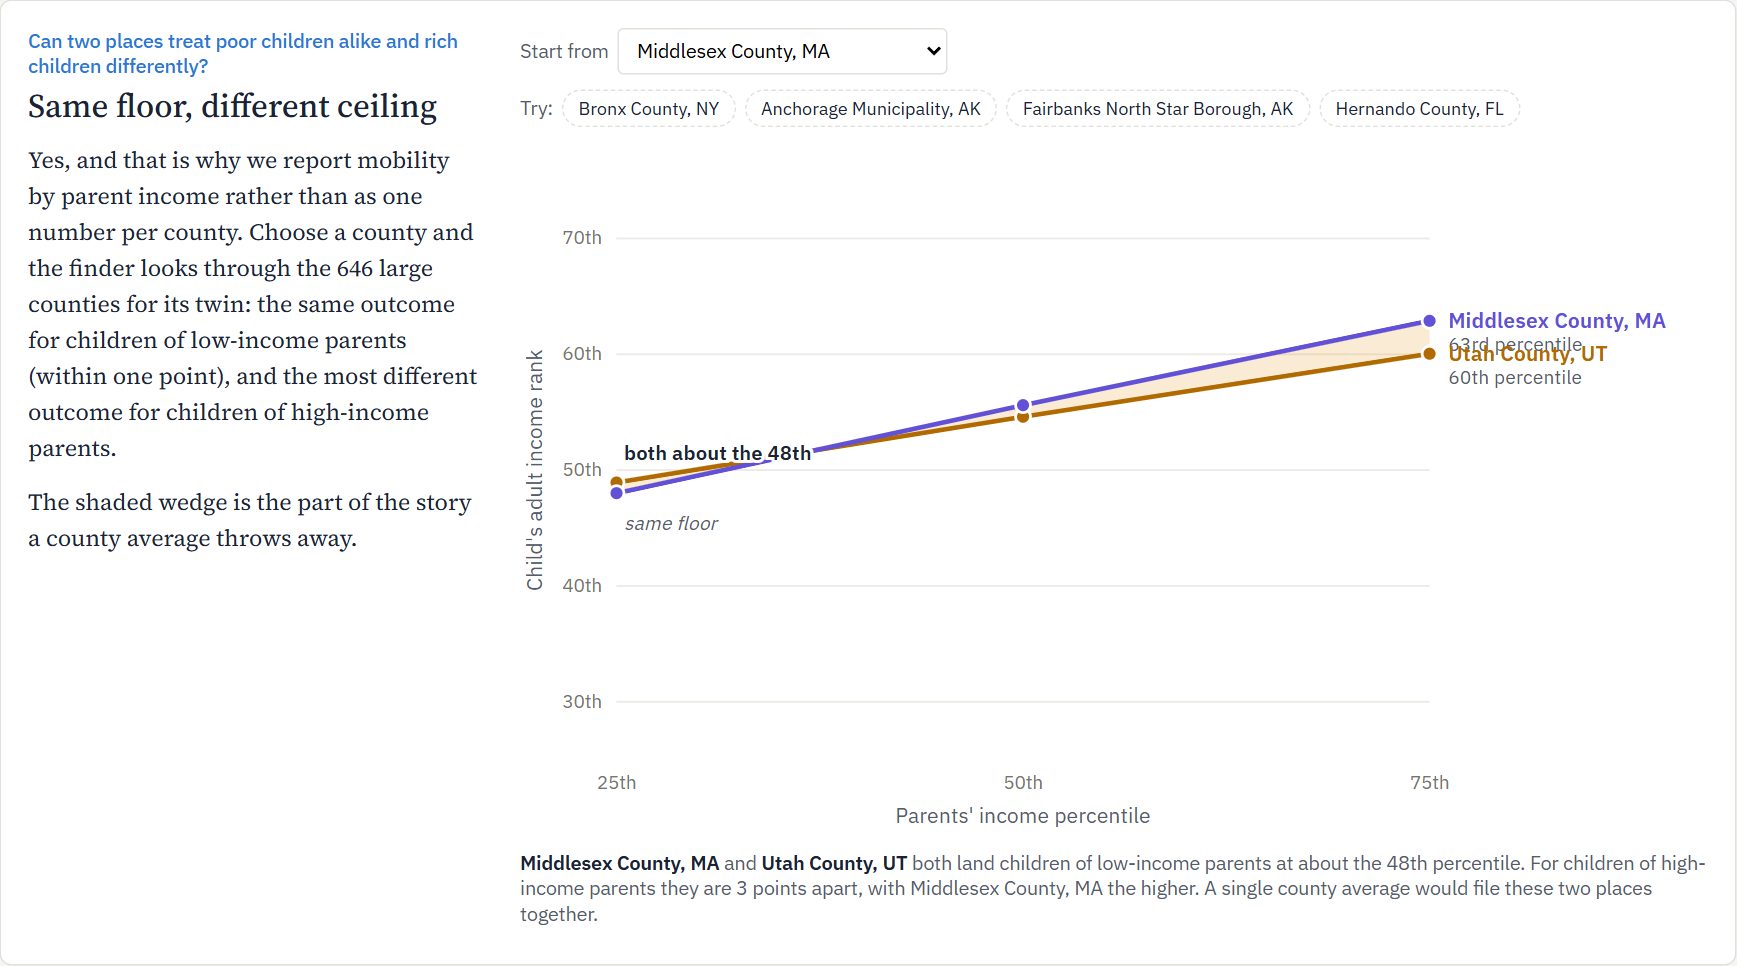 Can two places treat poor children alike and rich
children differently?
Same floor, different ceiling
Yes, and that is why we report mobility
by parent income rather than as one
number per county. Choose a county and
the finder looks through the 646 large
counties for its twin: the same outcome
for children of low-income parents
(within one point), and the most different
outcome for children of high-income
parents.
The shaded wedge is the part of the story
a county average throws away.
Start from Middlesex County, MA
Try: Bronx County, NY Anchorage Municipality, AK Fairbanks North Star Borough, AK Hernando County, FL
Child's adult income rank
70th
60th
50th
40th
30th
both about the 48th
same floor
Middlesex County, MA
63rd percentile
Utah County, UT
60th percentile
25th 50th 75th
Parents' income percentile
Middlesex County, MA and Utah County, UT both land children of low-income parents at about the 48th percentile. For children of high-
income parents they are 3 points apart, with Middlesex County, MA the higher. A single county average would file these two places
together.